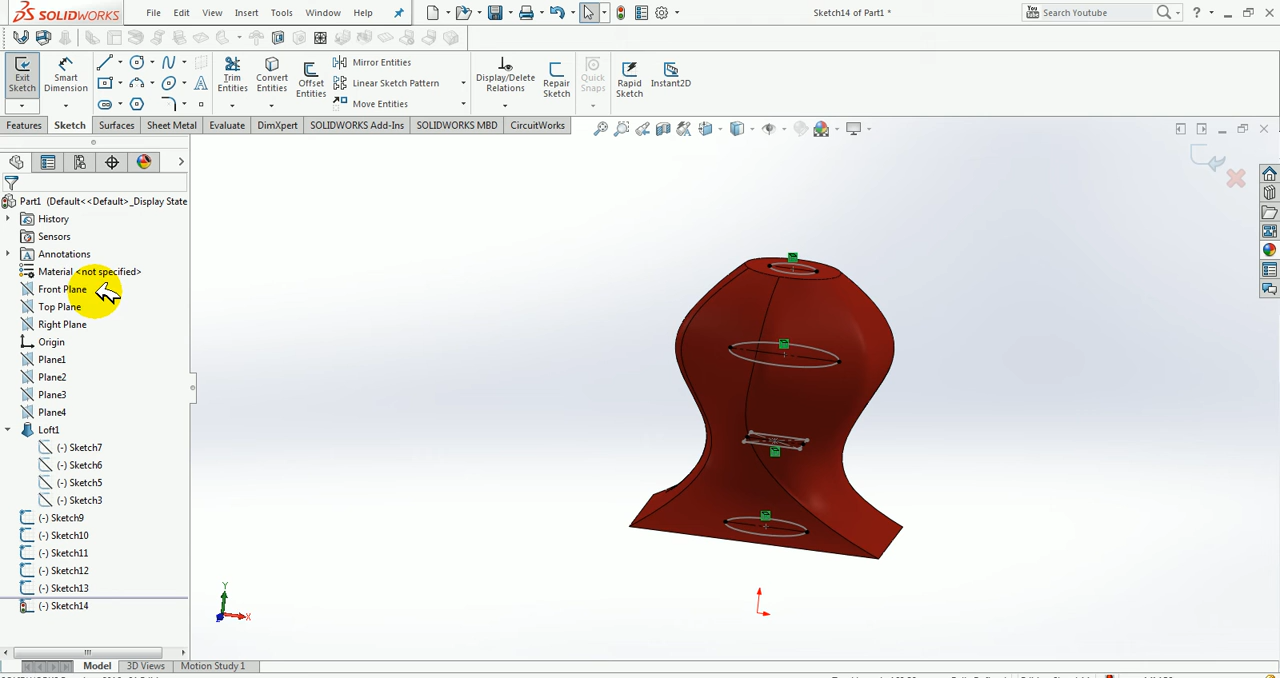 SOLIDWORKS File Edit View Insert Tools Window Help Sketch14 of Part1 * Search Youtube
Exit Sketch
Smart Dimension
Trim Entities
Convert Entities
Offset Entities
Mirror Entities
Linear Sketch Pattern
Move Entities
Display/Delete Relations
Repair Sketch
Quick Snaps
Rapid Sketch
Instant2D
Features Sketch Surfaces Sheet Metal Evaluate DimXpert SOLIDWORKS Add-Ins SOLIDWORKS MBD CircuitWorks
Part1 (Default<<Default>_Display State
History
Sensors
Annotations
Material <not specified>
Front Plane
Top Plane
Right Plane
Origin
Plane1
Plane2
Plane3
Plane4
Loft1
(-) Sketch7
(-) Sketch6
(-) Sketch5
(-) Sketch3
(-) Sketch9
(-) Sketch10
(-) Sketch11
(-) Sketch12
(-) Sketch13
(-) Sketch14
Y
X
Model 3D Views Motion Study 1